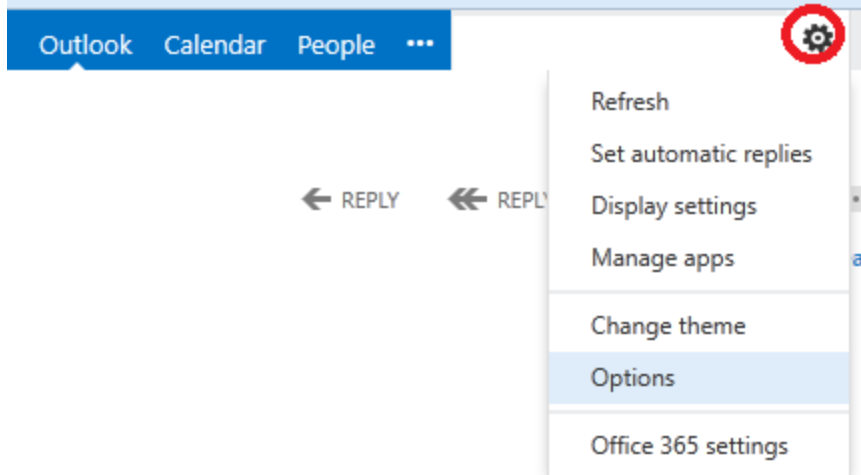 Outlook Calendar People ...
Refresh
Set automatic replies
REPLY REPLY
Display settings
Manage apps
Change theme
Options
Office 365 settings